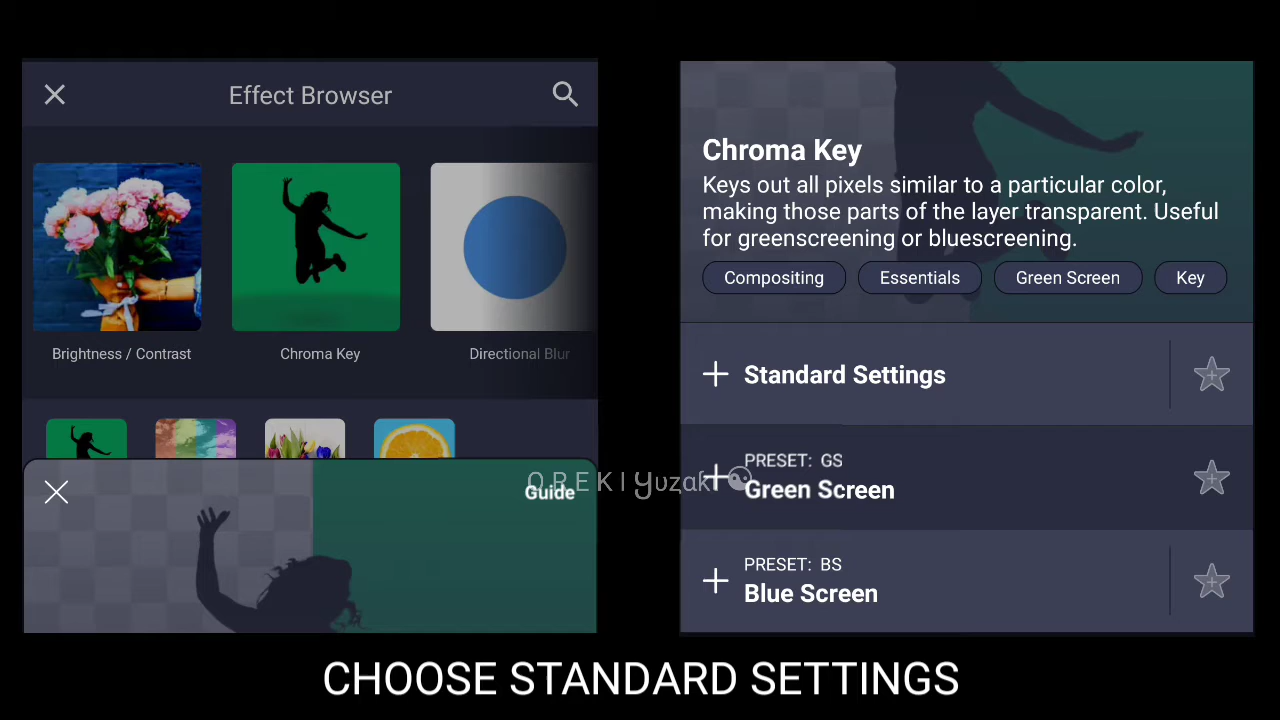 Effect Browser
Brightness / Contrast
Chroma Key
Directional Blur
Guide
Chroma Key
Keys out all pixels similar to a particular color,
making those parts of the layer transparent. Useful
for greenscreening or bluescreening.
Compositing
Essentials
Green Screen
Key
Standard Settings
PRESET: GS
Green Screen
PRESET: BS
Blue Screen
OREKI
CHOOSE STANDARD SETTINGS